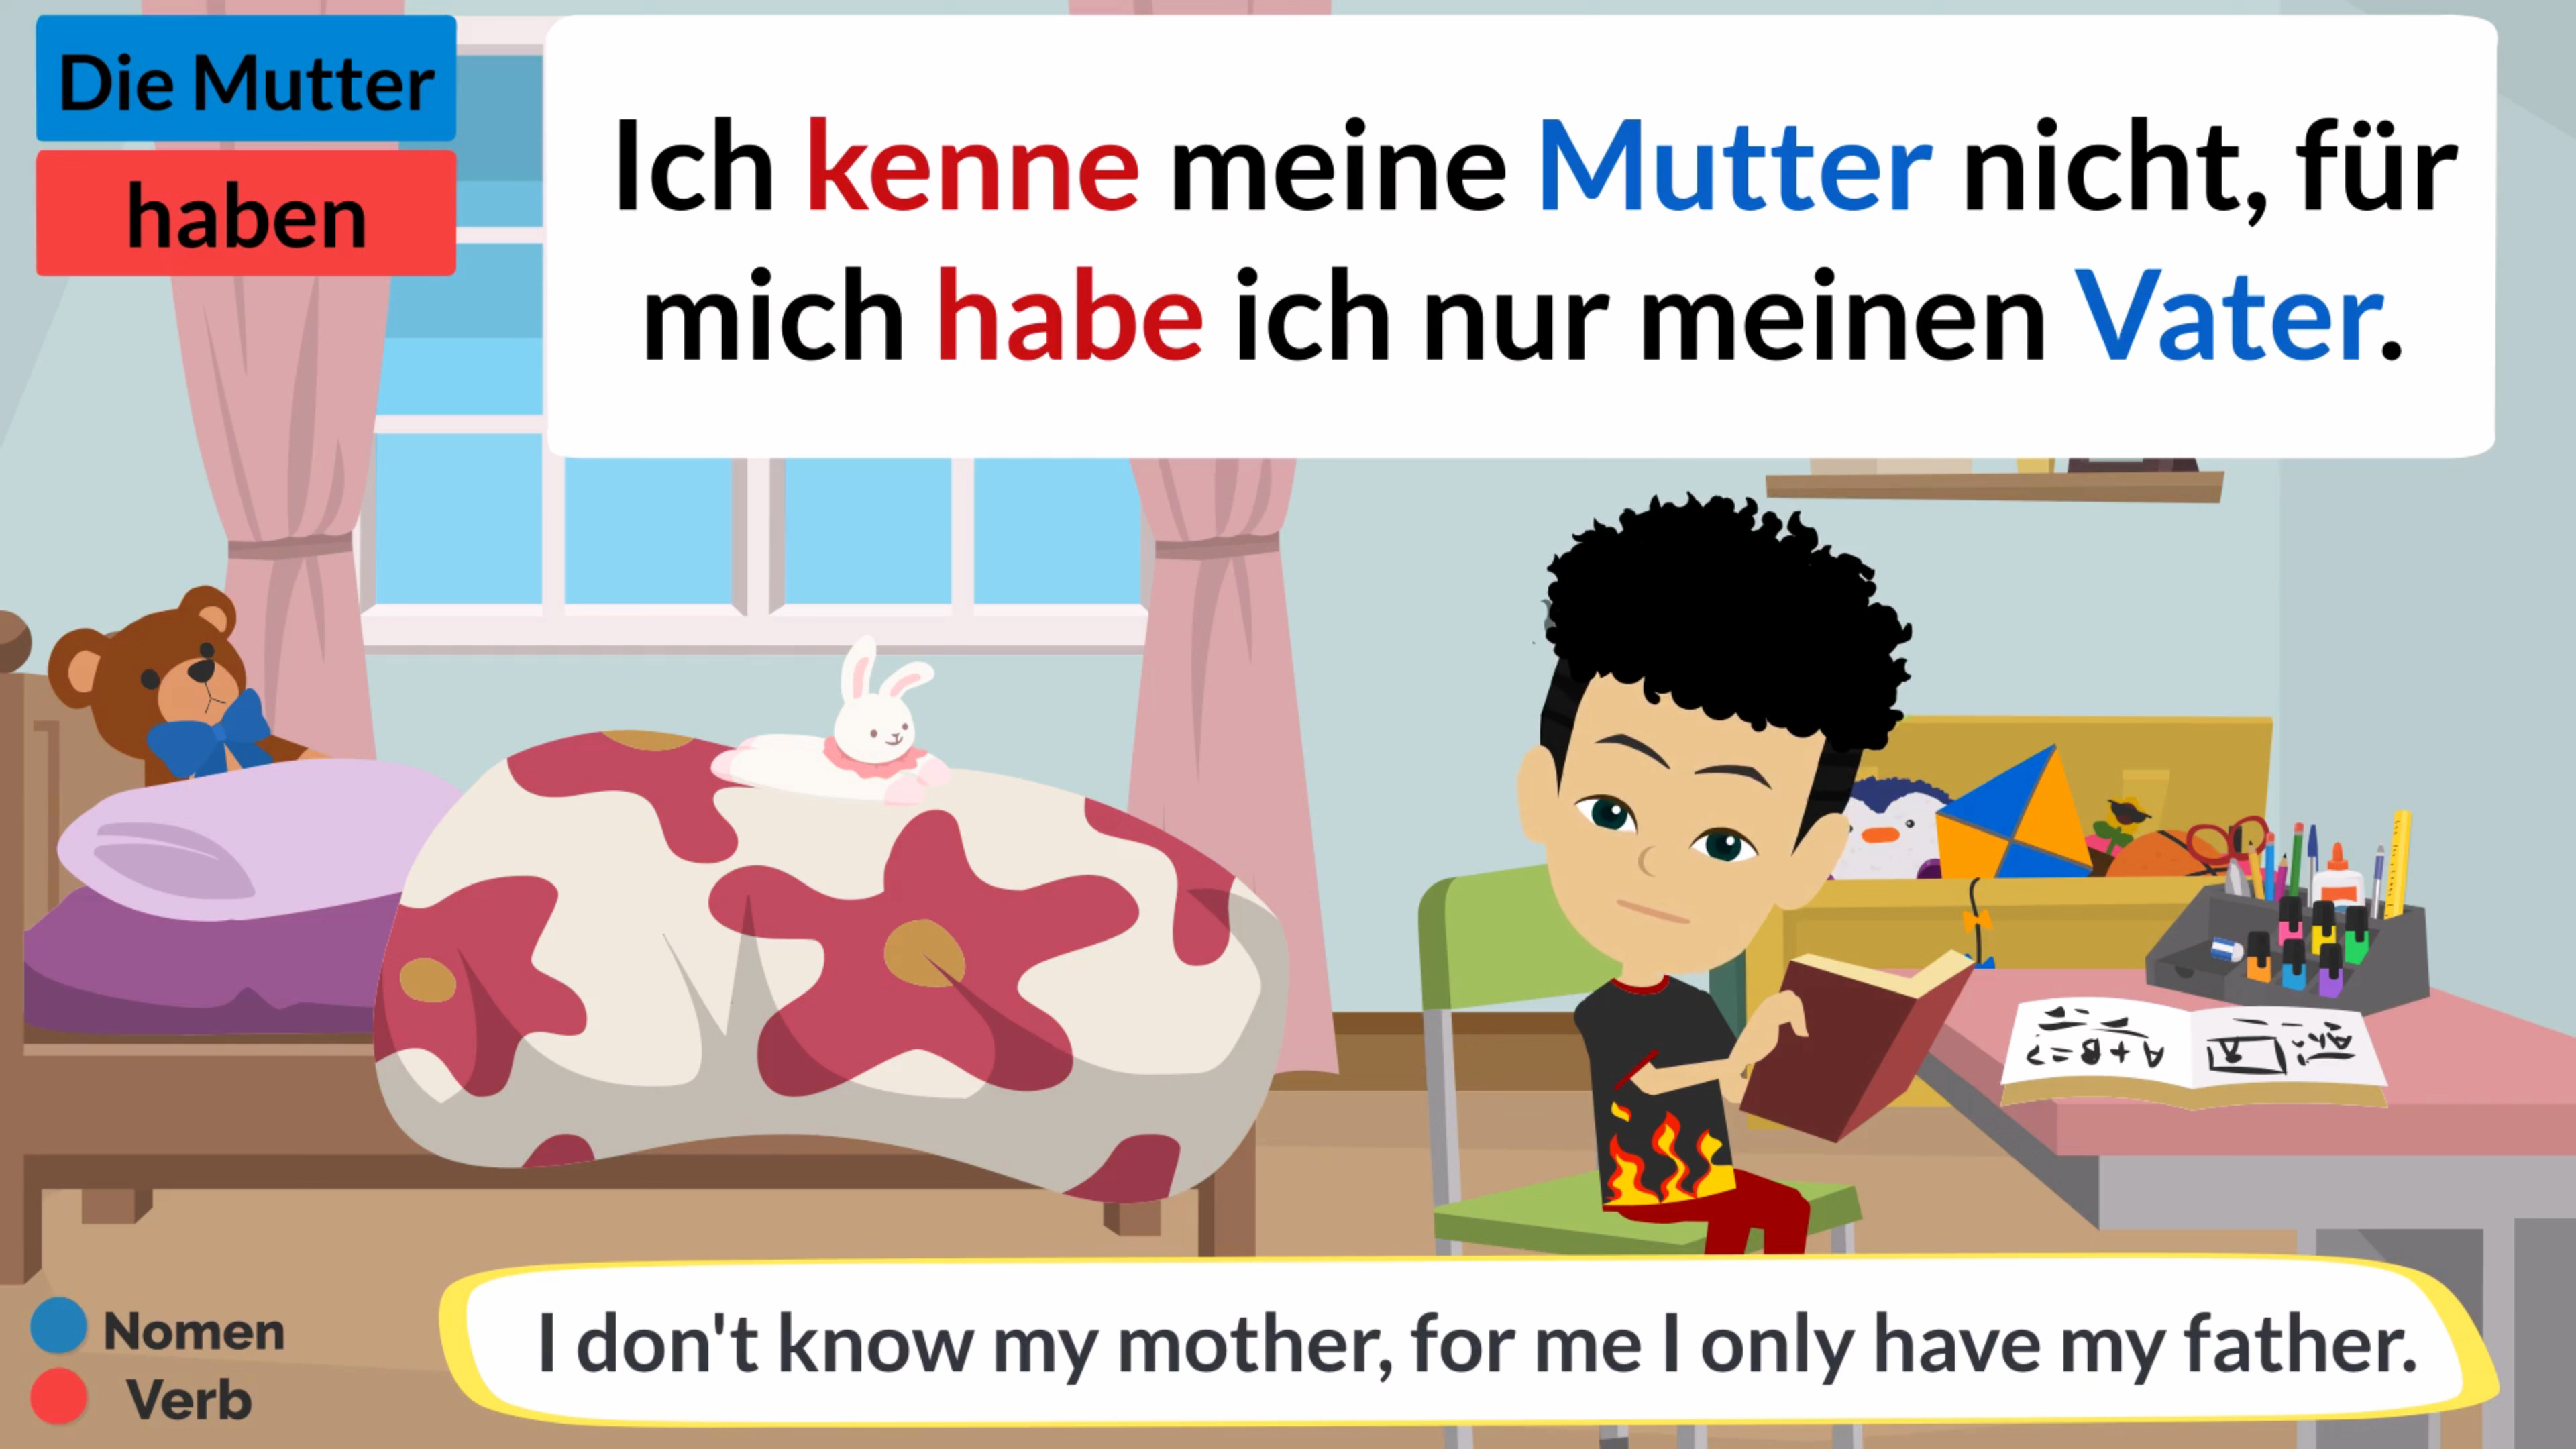 Die Mutter
haben
Ich kenne meine Mutter nicht, für
mich habe ich nur meinen Vater.
Nomen
Verb
I don't know my mother, for me I only have my father.